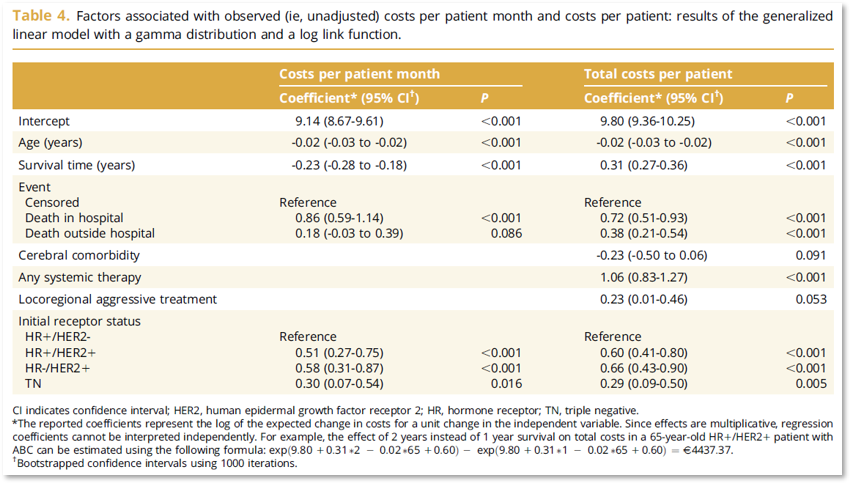 Table 4. Factors associated with observed (ie, unadjusted) costs per patient month and costs per patient: results of the generalized
linear model with a gamma distribution and a log link function.
Costs per patient month Total costs per patient
Coefficient* (95% CI†) P Coefficient* (95% CI†) P
Intercept 9.14 (8.67-9.61) <0.001 9.80 (9.36-10.25) <0.001
Age (years) -0.02 (-0.03 to -0.02) <0.001 -0.02 (-0.03 to -0.02) <0.001
Survival time (years) -0.23 (-0.28 to -0.18) <0.001 0.31 (0.27-0.36) <0.001
Event
Censored Reference Reference
Death in hospital 0.86 (0.59-1.14) <0.001 0.72 (0.51-0.93) <0.001
Death outside hospital 0.18 (-0.03 to 0.39) 0.086 0.38 (0.21-0.54) <0.001
Cerebral comorbidity -0.23 (-0.50 to 0.06) 0.091
Any systemic therapy 1.06 (0.83-1.27) <0.001
Locoregional aggressive treatment 0.23 (0.01-0.46) 0.053
Initial receptor status
HR+/HER2- Reference Reference
HR+/HER2+ 0.51 (0.27-0.75) <0.001 0.60 (0.41-0.80) <0.001
HR-/HER2+ 0.58 (0.31-0.87) <0.001 0.66 (0.43-0.90) <0.001
TN 0.30 (0.07-0.54) 0.016 0.29 (0.09-0.50) 0.005
CI indicates confidence interval; HER2, human epidermal growth factor receptor 2; HR, hormone receptor; TN, triple negative.
*The reported coefficients represent the log of the expected change in costs for a unit change in the independent variable. Since effects are multiplicative, regression
coefficients cannot be interpreted independently. For example, the effect of 2 years instead of 1 year survival on total costs in a 65-year-old HR+/HER2+ patient with
ABC can be estimated using the following formula: exp(9.80 + 0.31*2 − 0.02*65 + 0.60) − exp(9.80 + 0.31*1 − 0.02*65 + 0.60) = €4437.37.
†Bootstrapped confidence intervals using 1000 iterations.